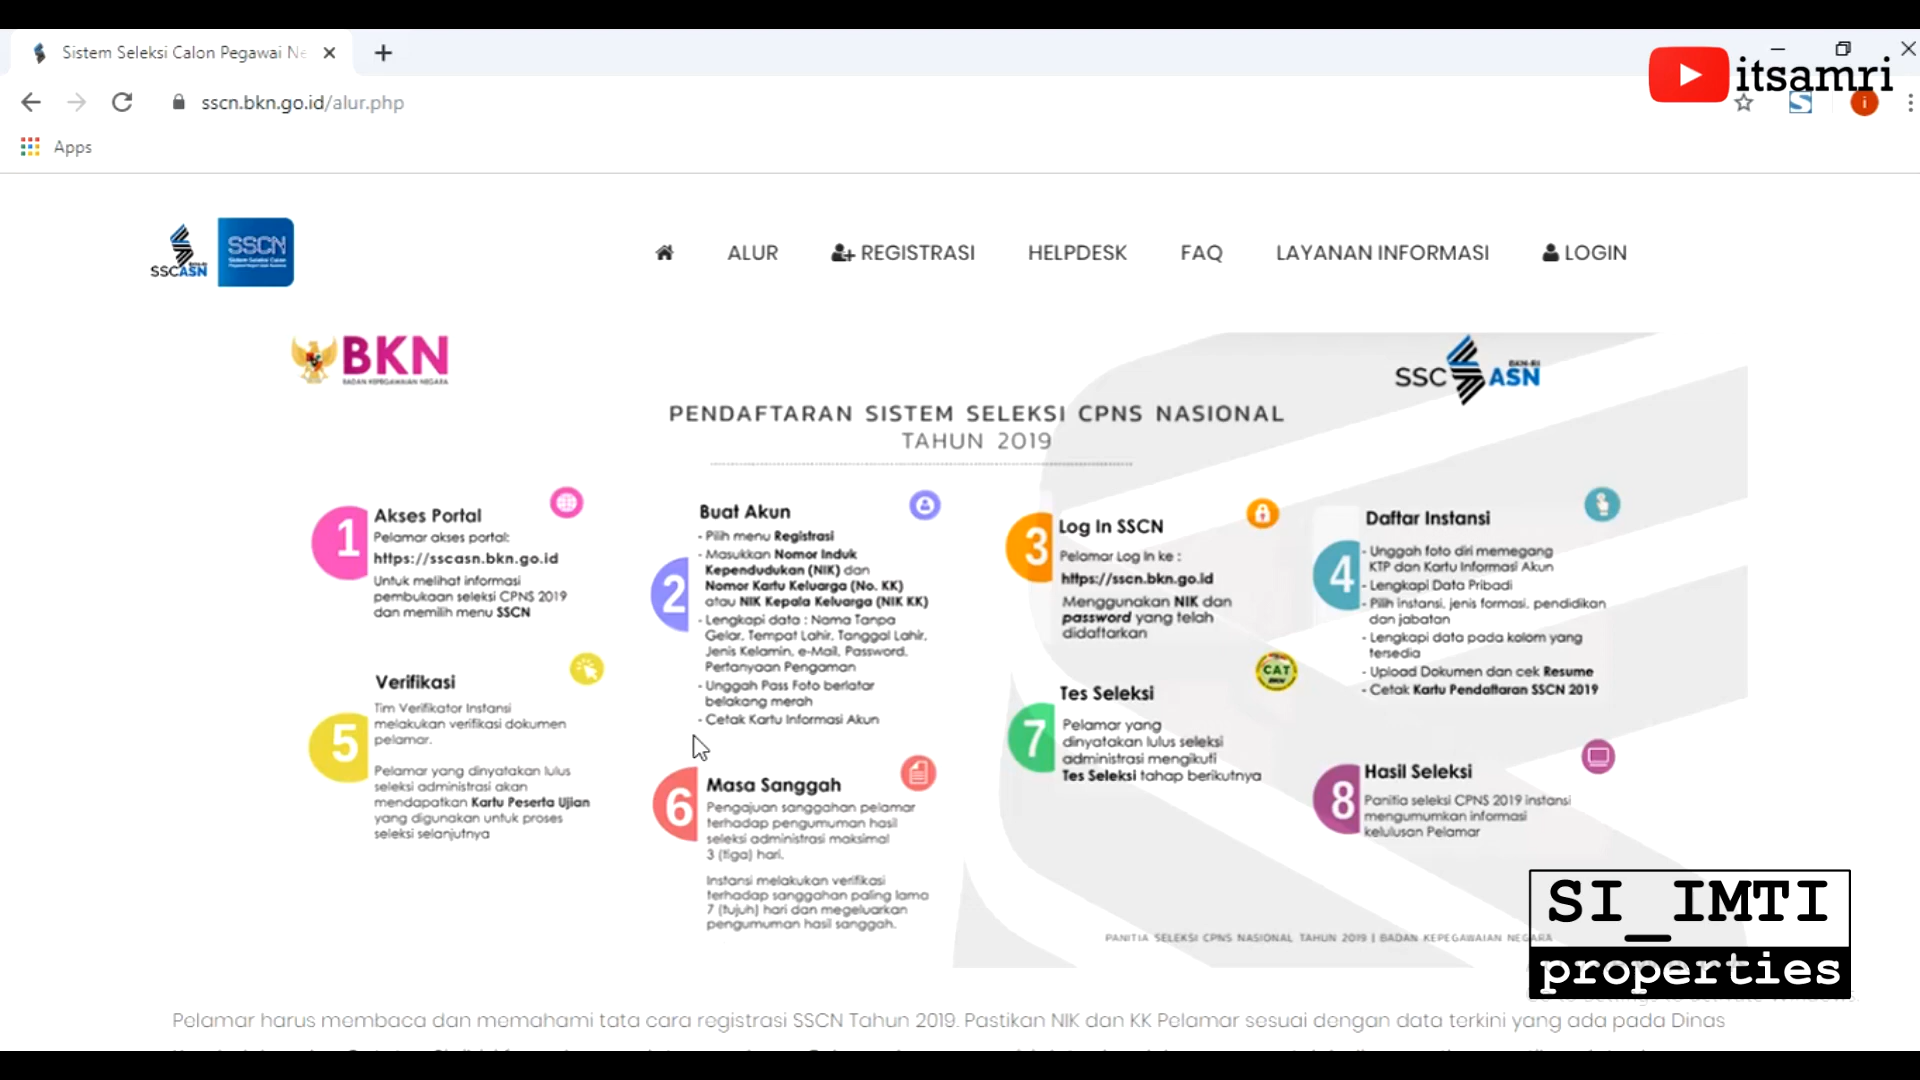 Sistem Seleksi Calon Pegawai Ne
itsamri
sscn.bkn.go.id/alur.php
Apps
SSCASN
SSCN
ALUR
REGISTRASI
HELPDESK
FAQ
LAYANAN INFORMASI
LOGIN
BKN
BADAN KEPEGAWAIAN NEGARA
BKN-RI
SSC ASN
PENDAFTARAN SISTEM SELEKSI CPNS NASIONAL
TAHUN 2019
1
Akses Portal
Pelamar akses portal:
https://sscasn.bkn.go.id
Untuk melihat informasi
pembukaan seleksi CPNS 2019
dan memilih menu SSCN
2
Buat Akun
- Pilih menu Registrasi
- Masukkan Nomor Induk
Kependudukan (NIK) dan
Nomor Kartu Keluarga (No. KK)
atau NIK Kepala Keluarga (NIK KK)
- Lengkapi data : Nama Tanpa
Gelar, Tempat Lahir, Tanggal Lahir,
Jenis Kelamin, e-Mail, Password,
Pertanyaan Pengaman
- Unggah Pass Foto berlatar
belakang merah
- Cetak Kartu Informasi Akun
3
Log In SSCN
Pelamar Log In ke :
https://sscn.bkn.go.id
Menggunakan NIK dan
password yang telah
didaftarkan
4
Daftar Instansi
- Unggah foto diri memegang
KTP dan Kartu Informasi Akun
- Lengkapi Data Pribadi
- Pilih instansi, jenis formasi, pendidikan
dan jabatan
- Lengkapi data pada kolom yang
tersedia
- Upload Dokumen dan cek Resume
- Cetak Kartu Pendaftaran SSCN 2019
5
Verifikasi
Tim Verifikator Instansi
melakukan verifikasi dokumen
pelamar.
Pelamar yang dinyatakan lulus
seleksi administrasi akan
mendapatkan Kartu Peserta Ujian
yang digunakan untuk proses
seleksi selanjutnya
6
Masa Sanggah
Pengajuan sanggahan pelamar
terhadap pengumuman hasil
seleksi administrasi maksimal
3 (tiga) hari.
Instansi melakukan verifikasi
terhadap sanggahan paling lama
7 (tujuh) hari dan megeluarkan
pengumuman hasil sanggah.
CAT
7
Tes Seleksi
Pelamar yang
dinyatakan lulus seleksi
administrasi mengikuti
Tes Seleksi tahap berikutnya
8
Hasil Seleksi
Panitia seleksi CPNS 2019 instansi
mengumumkan informasi
kelulusan Pelamar
PANITIA SELEKSI CPNS NASIONAL TAHUN 2019 | BADAN KEPEGAWAIAN NEGARA
SI_IMTI
properties
Pelamar harus membaca dan memahami tata cara registrasi SSCN Tahun 2019. Pastikan NIK dan KK Pelamar sesuai dengan data terkini yang ada pada Dinas